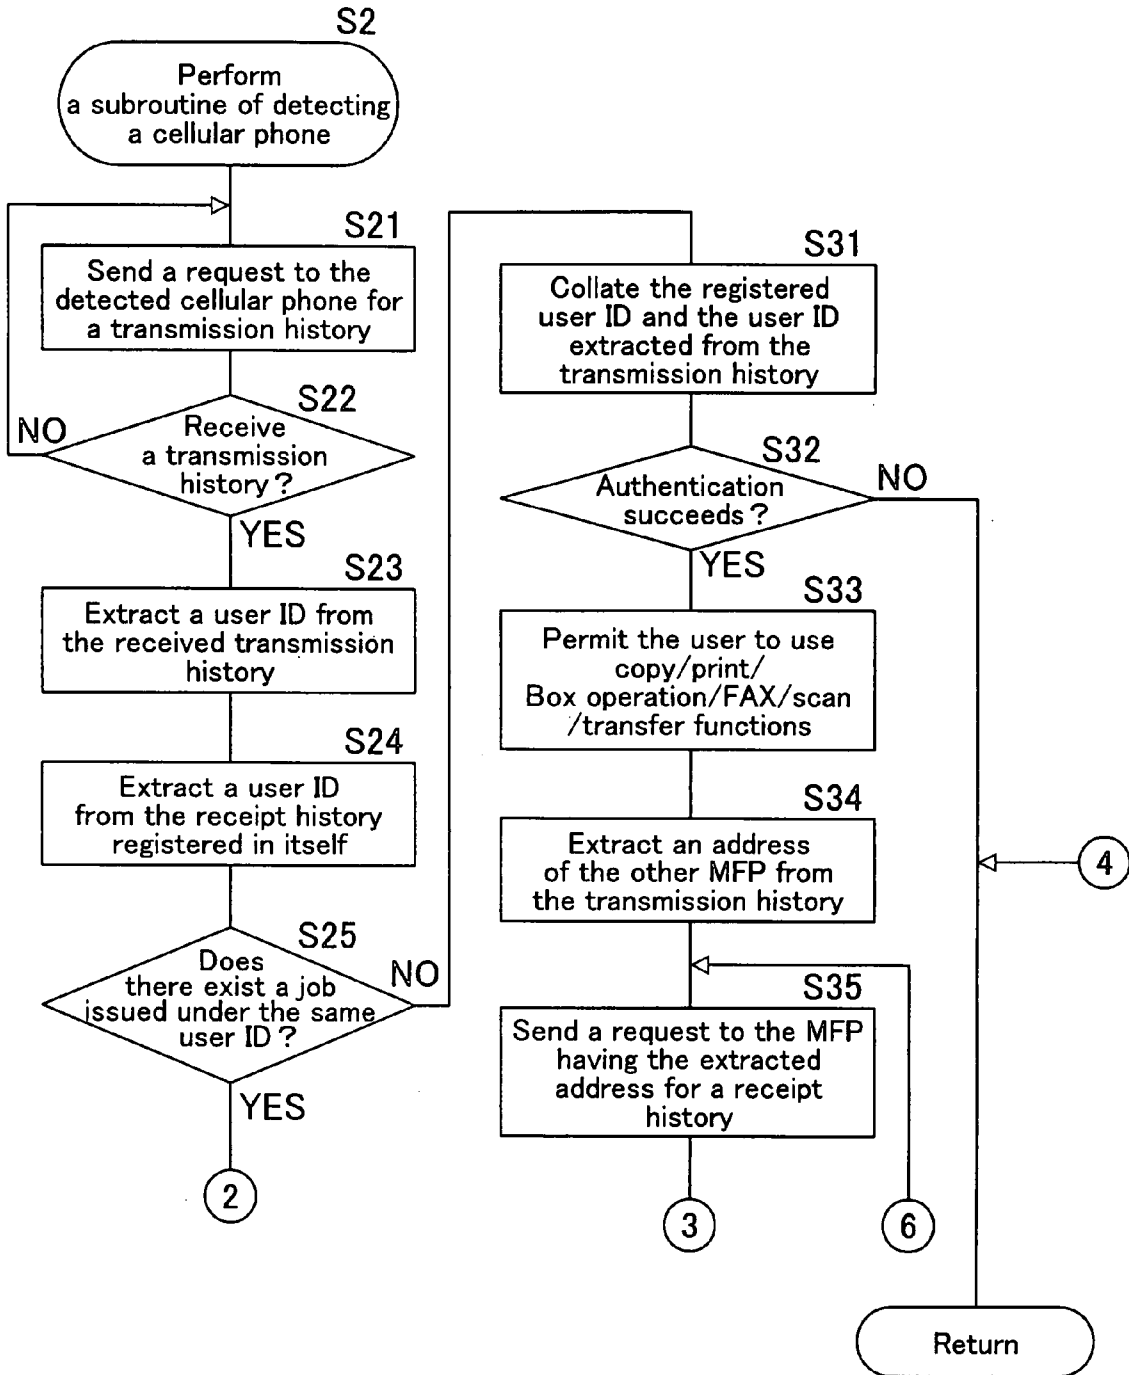 S2
Perform
a subroutine of detecting
a cellular phone
S21
Send a request to the
detected cellular phone for
a transmission history
S22
Receive
a transmission
history?
NO
YES
S23
Extract a user ID from
the received transmission
history
S24
Extract a user ID
from the receipt history
registered in itself
S25
Does
there exist a job
issued under the same
user ID?
NO
YES
2
S31
Collate the registered
user ID and the user ID
extracted from the
transmission history
S32
Authentication
succeeds?
NO
YES
S33
Permit the user to use
copy/print/
Box operation/FAX/scan
/transfer functions
S34
Extract an address
of the other MFP from
the transmission history
4
S35
Send a request to the MFP
having the extracted
address for a receipt
history
3
6
Return